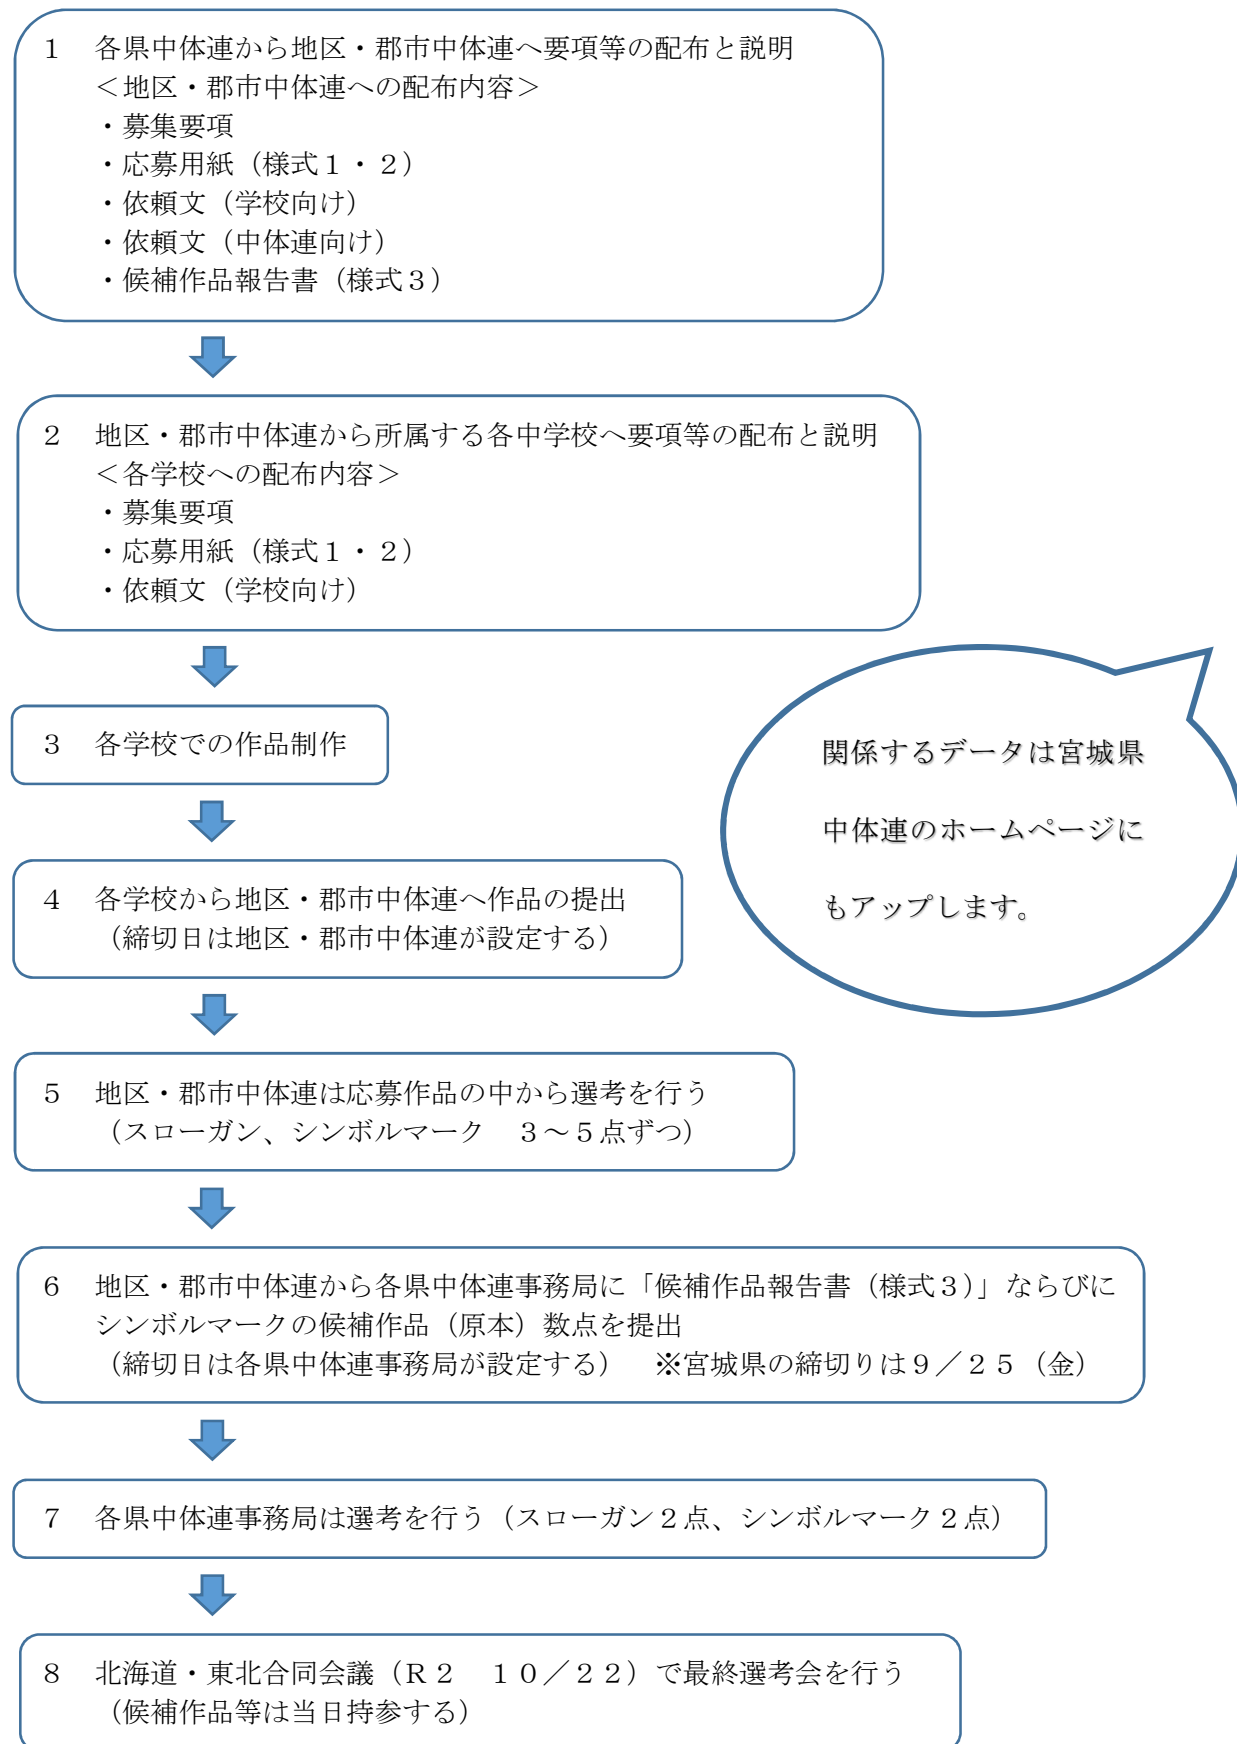 １　各県中体連から地区・郡市中体連へ要項等の配布と説明
＜地区・郡市中体連への配布内容＞
・募集要項
・応募用紙（様式１・２）
・依頼文（学校向け）
・依頼文（中体連向け）
・候補作品報告書（様式３）
２　地区・郡市中体連から所属する各中学校へ要項等の配布と説明
＜各学校への配布内容＞
・募集要項
・応募用紙（様式１・２）
・依頼文（学校向け）
３　各学校での作品制作
関係するデータは宮城県
中体連のホームページに
もアップします。
４　各学校から地区・郡市中体連へ作品の提出
（締切日は地区・郡市中体連が設定する）
５　地区・郡市中体連は応募作品の中から選考を行う
（スローガン、シンボルマーク　３～５点ずつ）
６　地区・郡市中体連から各県中体連事務局に「候補作品報告書（様式３）」ならびに
シンボルマークの候補作品（原本）数点を提出
（締切日は各県中体連事務局が設定する）　※宮城県の締切りは９／２５（金）
７　各県中体連事務局は選考を行う（スローガン２点、シンボルマーク２点）
８　北海道・東北合同会議（Ｒ２　１０／２２）で最終選考会を行う
（候補作品等は当日持参する）